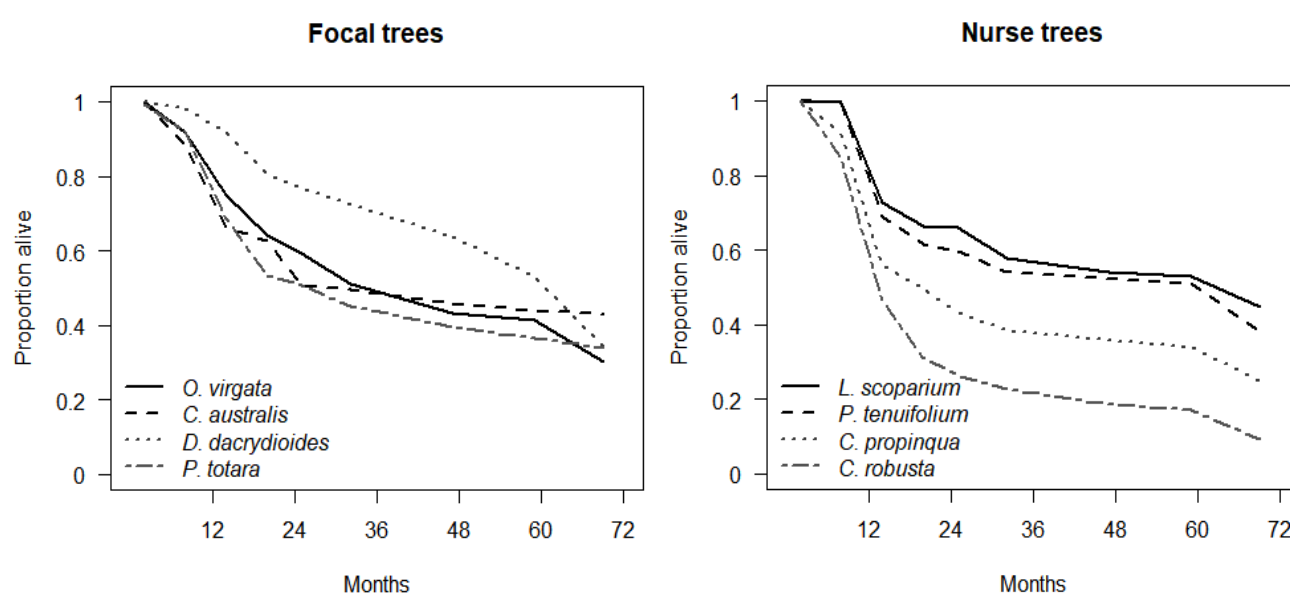 Focal trees
Proportion alive
1
0.8
0.6
0.4
0.2
0
O. virgata
C. australis
D. dacrydioides
P. totara
12 24 36 48 60 72
Months
Nurse trees
Proportion alive
1
0.8
0.6
0.4
0.2
0
L. scoparium
P. tenuifolium
C. propinqua
C. robusta
12 24 36 48 60 72
Months